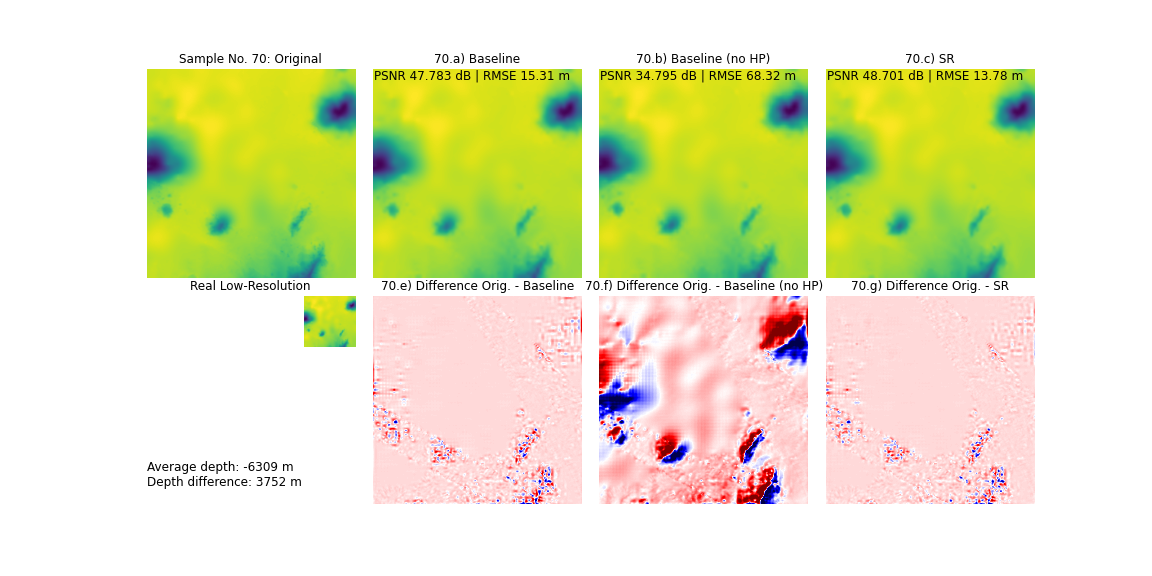 Sample No. 70: Original
70.a) Baseline
70.b) Baseline (no HP)
70.c) SR
PSNR 47.783 dB | RMSE 15.31 m
PSNR 34.795 dB | RMSE 68.32 m
PSNR 48.701 dB | RMSE 13.78 m
Real Low-Resolution
70.e) Difference Orig. - Baseline
70.f) Difference Orig. - Baseline (no HP)
70.g) Difference Orig. - SR
Average depth: -6309 m
Depth difference: 3752 m